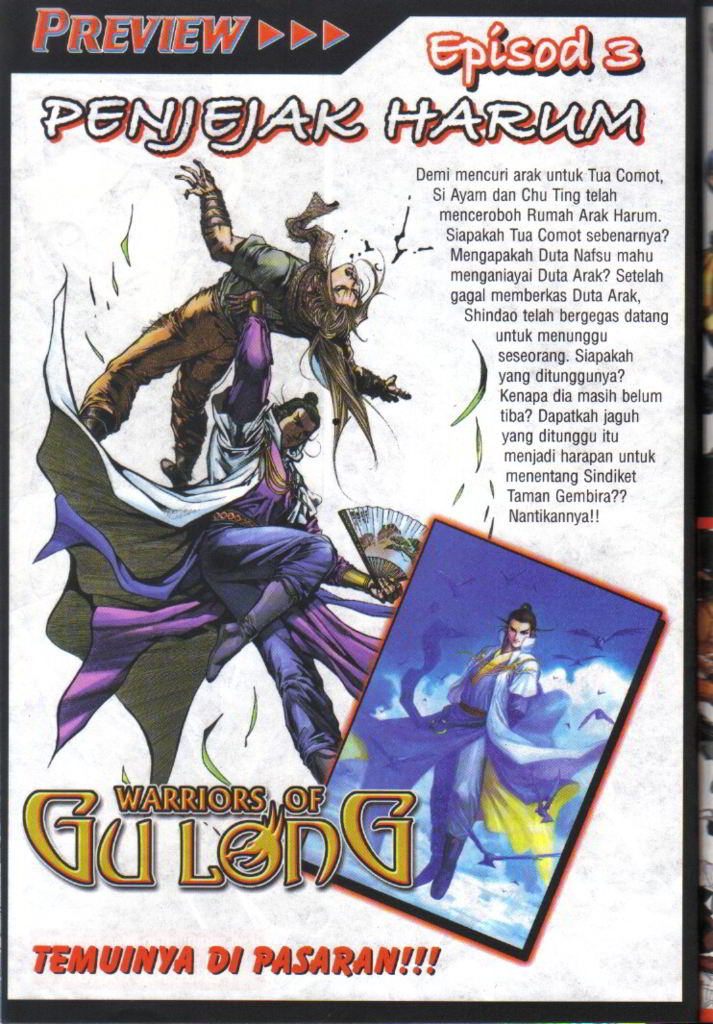 PREVIEW
Episod 3
PENJEJAK HARUM
Demi mencuri arak untuk Tua Comot,
Si Ayam dan Chu Ting telah
menceroboh Rumah Arak Harum.
Siapakah Tua Comot sebenarnya?
Mengapakah Duta Nafsu mahu
menganiayai Duta Arak? Setelah
gagal memberkas Duta Arak,
Shindao telah bergegas datang
untuk menunggu
seseorang. Siapakah
yang ditunggunya?
Kenapa dia masih belum
tiba? Dapatkah jaguh
yang ditunggu itu
menjadi harapan untuk
menentang Sindiket
Taman Gembira??
Nantikannya!!
WARRIORS OF
GU LONG
TEMUINYA DI PASARAN!!!